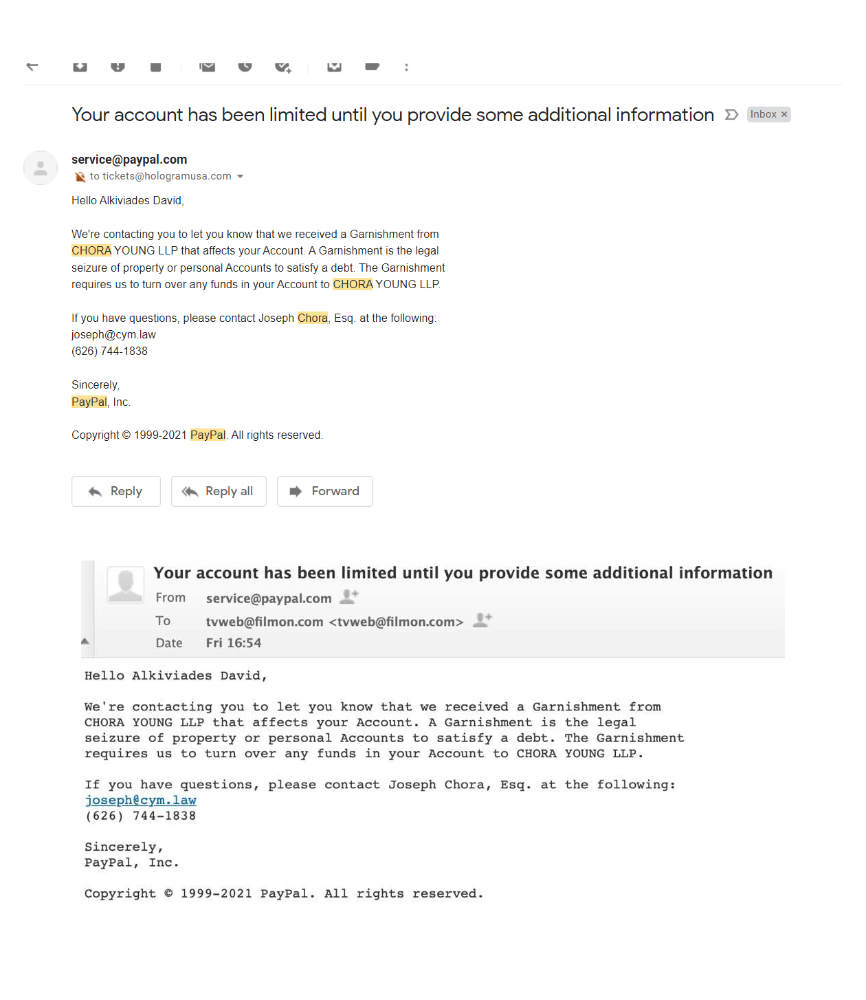 Your account has been limited until you provide some additional information Inbox ×
service@paypal.com
to tickets@hologramusa.com
Hello Alkiviades David,
We're contacting you to let you know that we received a Garnishment from
CHORA YOUNG LLP that affects your Account. A Garnishment is the legal
seizure of property or personal Accounts to satisfy a debt. The Garnishment
requires us to turn over any funds in your Account to CHORA YOUNG LLP.
If you have questions, please contact Joseph Chora, Esq. at the following:
joseph@cym.law
(626) 744-1838
Sincerely,
PayPal, Inc.
Copyright © 1999-2021 PayPal. All rights reserved.
Reply Reply all Forward
Your account has been limited until you provide some additional information
From service@paypal.com
To tvweb@filmon.com <tvweb@filmon.com>
Date Fri 16:54
Hello Alkiviades David,
We're contacting you to let you know that we received a Garnishment from
CHORA YOUNG LLP that affects your Account. A Garnishment is the legal
seizure of property or personal Accounts to satisfy a debt. The Garnishment
requires us to turn over any funds in your Account to CHORA YOUNG LLP.
If you have questions, please contact Joseph Chora, Esq. at the following:
joseph@cym.law
(626) 744-1838
Sincerely,
PayPal, Inc.
Copyright © 1999-2021 PayPal. All rights reserved.